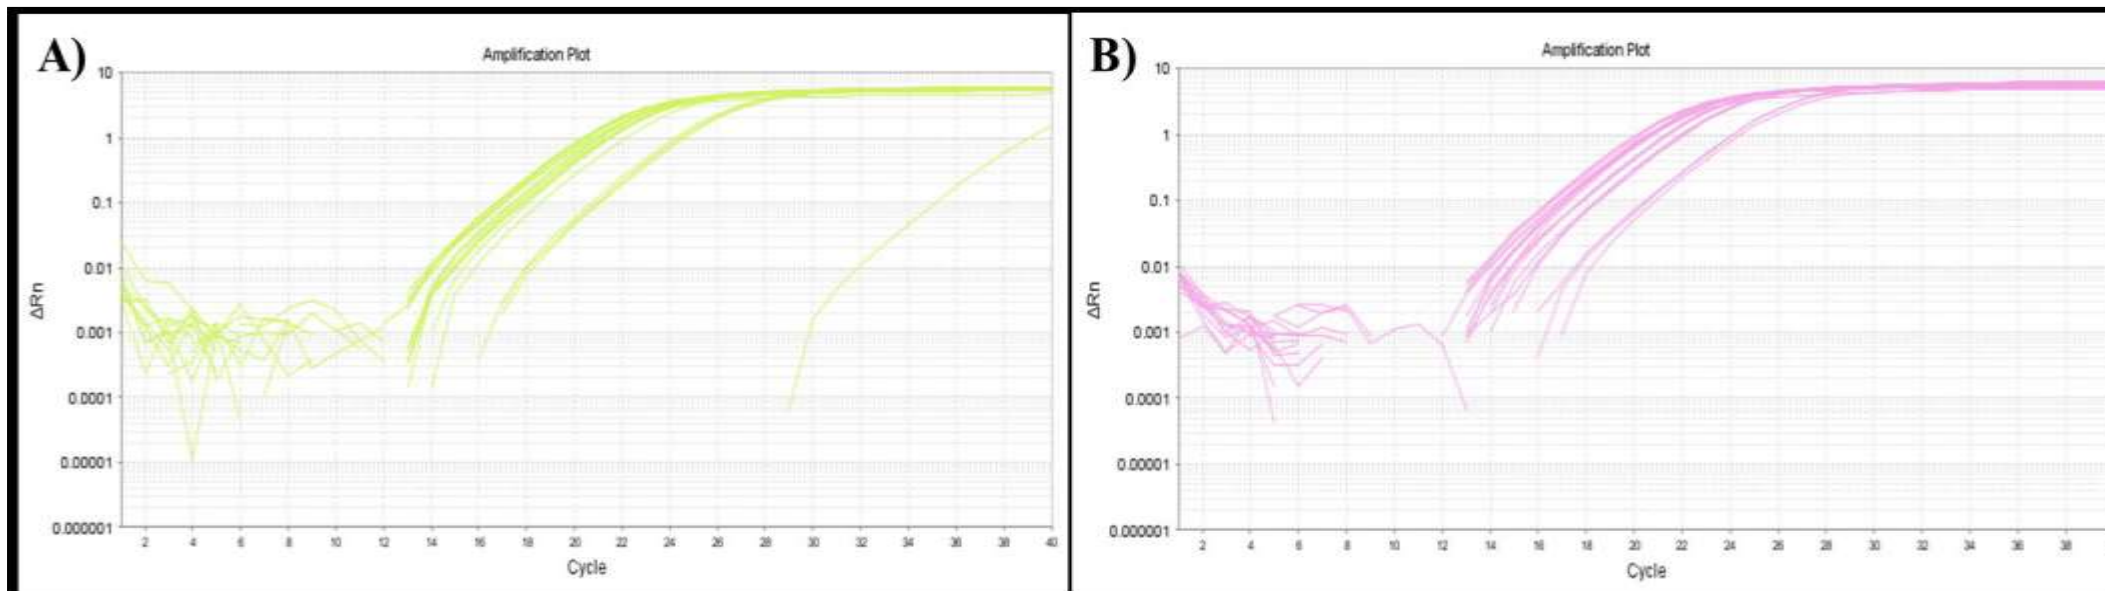 A)
Amplification Plot
10
1
0.1
0.01
0.001
0.0001
0.00001
0.000001
ΔRn
2 4 6 8 10 12 14 16 18 20 22 24 26 28 30 32 34 36 38 40
Cycle
B)
Amplification Plot
10
1
0.1
0.01
0.001
0.0001
0.00001
0.000001
ΔRn
2 4 6 8 10 12 14 16 18 20 22 24 26 28 30 32 34 36 38
Cycle